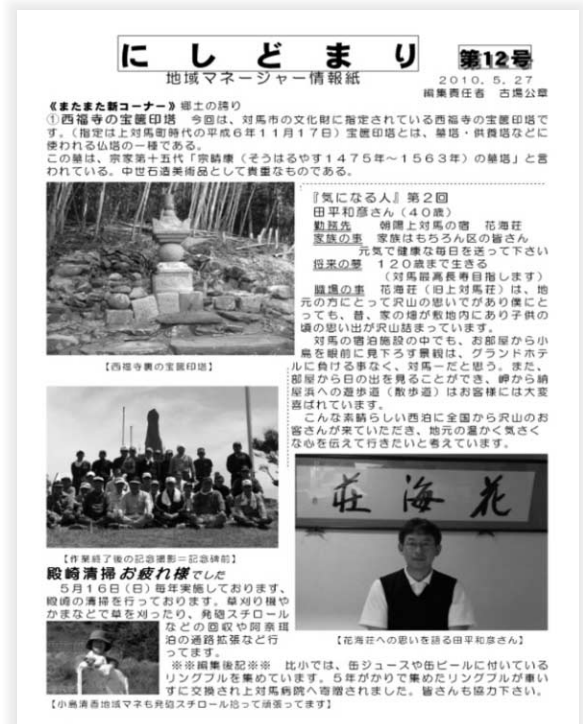 にしどまり
第12号
地域マネージャー情報紙
2010.5.27
編集責任者 古場公章
《またまた新コーナー》郷土の誇り
①西福寺の宝篋印塔 今回は、対馬市の文化財に指定されている西福寺の宝篋印塔で
す。(指定は上対馬町時代の平成6年11月17日)宝篋印塔とは、墓塔・供養塔などに
使われる仏塔の一種である。
この墓は、宗家第十五代「宗晴康(そうはるやす1475年~1563年)の墓塔」と言
われている。中世石造美術品として貴重なものである。
【西福寺裏の宝篋印塔】
『気になる人』第2回
田平和彦さん(40歳)
勤務先 朝陽上対馬の宿 花海荘
家族の事 家族はもちろん区の皆さん
元気で健康な毎日を送って下さい
将来の夢 120歳まで生きる
(対馬最高長寿目指します)
職場の事 花海荘(旧上対馬荘)は、地
元の方にとって沢山の思いでがあり僕にと
っても、昔、家の畑が敷地内にあり子供の
頃の思い出が沢山詰まっています。
対馬の宿泊施設の中でも、お部屋から小
島を眼前に見下ろす景観は、グランドホテ
ルに負ける事なく、対馬一だと思う。また、
部屋から日の出を見ることができ、岬から納
屋浜への遊歩道(散歩道)はお客様には大変
喜ばれています。
こんな素晴らしい西泊に全国から沢山のお
客さんが来ていただき、地元の温かく気さく
な心を伝えて行きたいと考えています。
荘海花
【花海荘への思いを語る田平和彦さん】
【作業終了後の記念撮影=記念碑前】
殿崎清掃お疲れ様でした
5月16日(日)毎年実施しております、
殿崎の清掃を行っております。草刈り機や
かまなどで草を刈ったり、発砲スチロール
などの回収や阿奈珥
泊の通路拡張など行
ってます。
※※編集後記※※ 比小では、缶ジュースや缶ビールに付いている
リングプルを集めています。5年がかりで集めたリングプルが車い
すに交換され上対馬病院へ寄贈されました。皆さんも協力下さい。
【小島清香地域マネも発砲スチロール拾って頑張ってます】